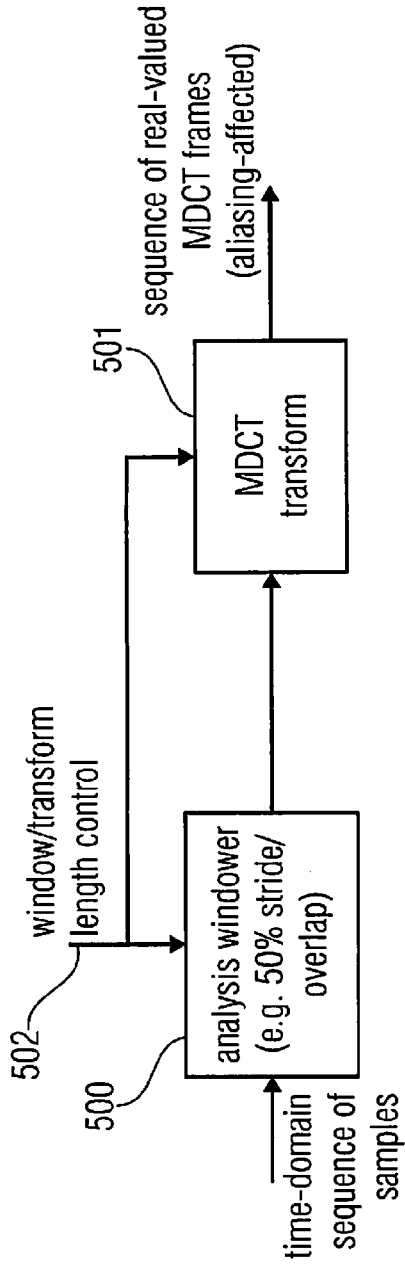 502
window/transform
length control
500
analysis windower
(e.g. 50% stride/
overlap)
time-domain
sequence of
samples
501
MDCT
transform
sequence of real-valued
MDCT frames
(aliasing-affected)